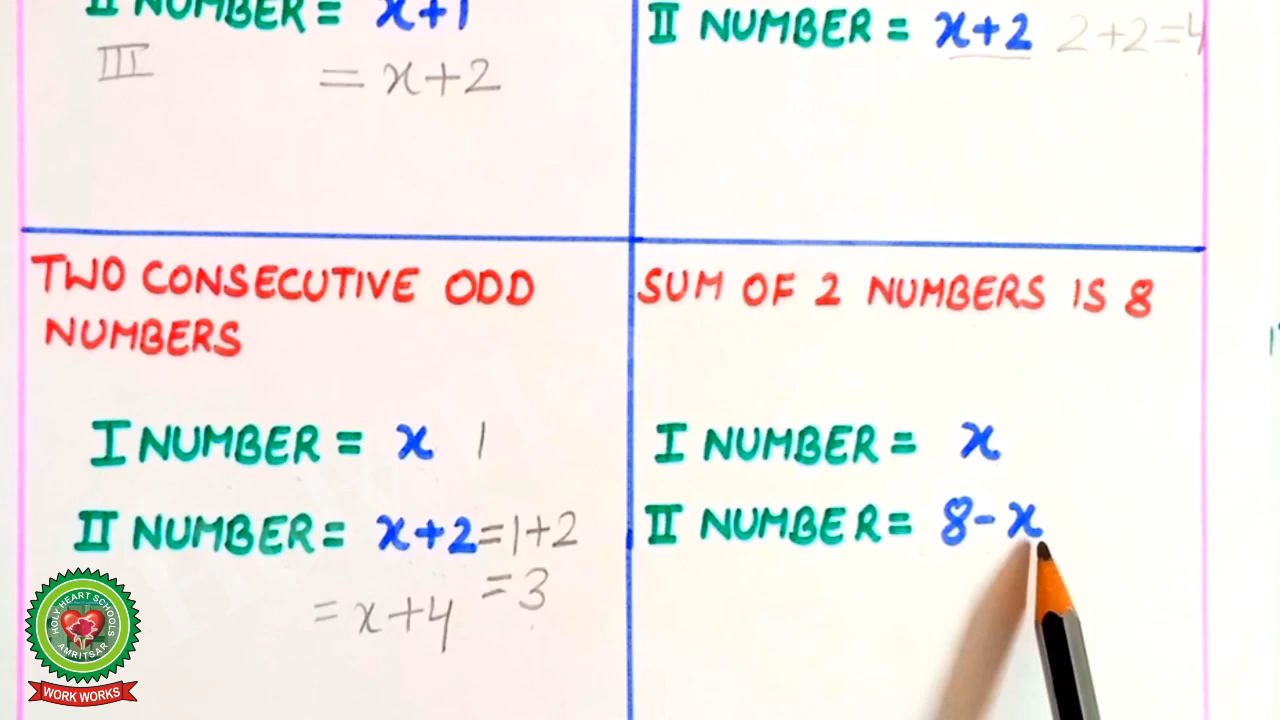 II NUMBER = x+1
III = x+2
II NUMBER = x+2 2+2=4
TWO CONSECUTIVE ODD
NUMBERS
I NUMBER = x 1
II NUMBER = x+2 =1+2
=3
= x+4
SUM OF 2 NUMBERS IS 8
I NUMBER = x
II NUMBER = 8-x
HOLY HEART SCHOOLS
AMRITSAR
WORK WORKS